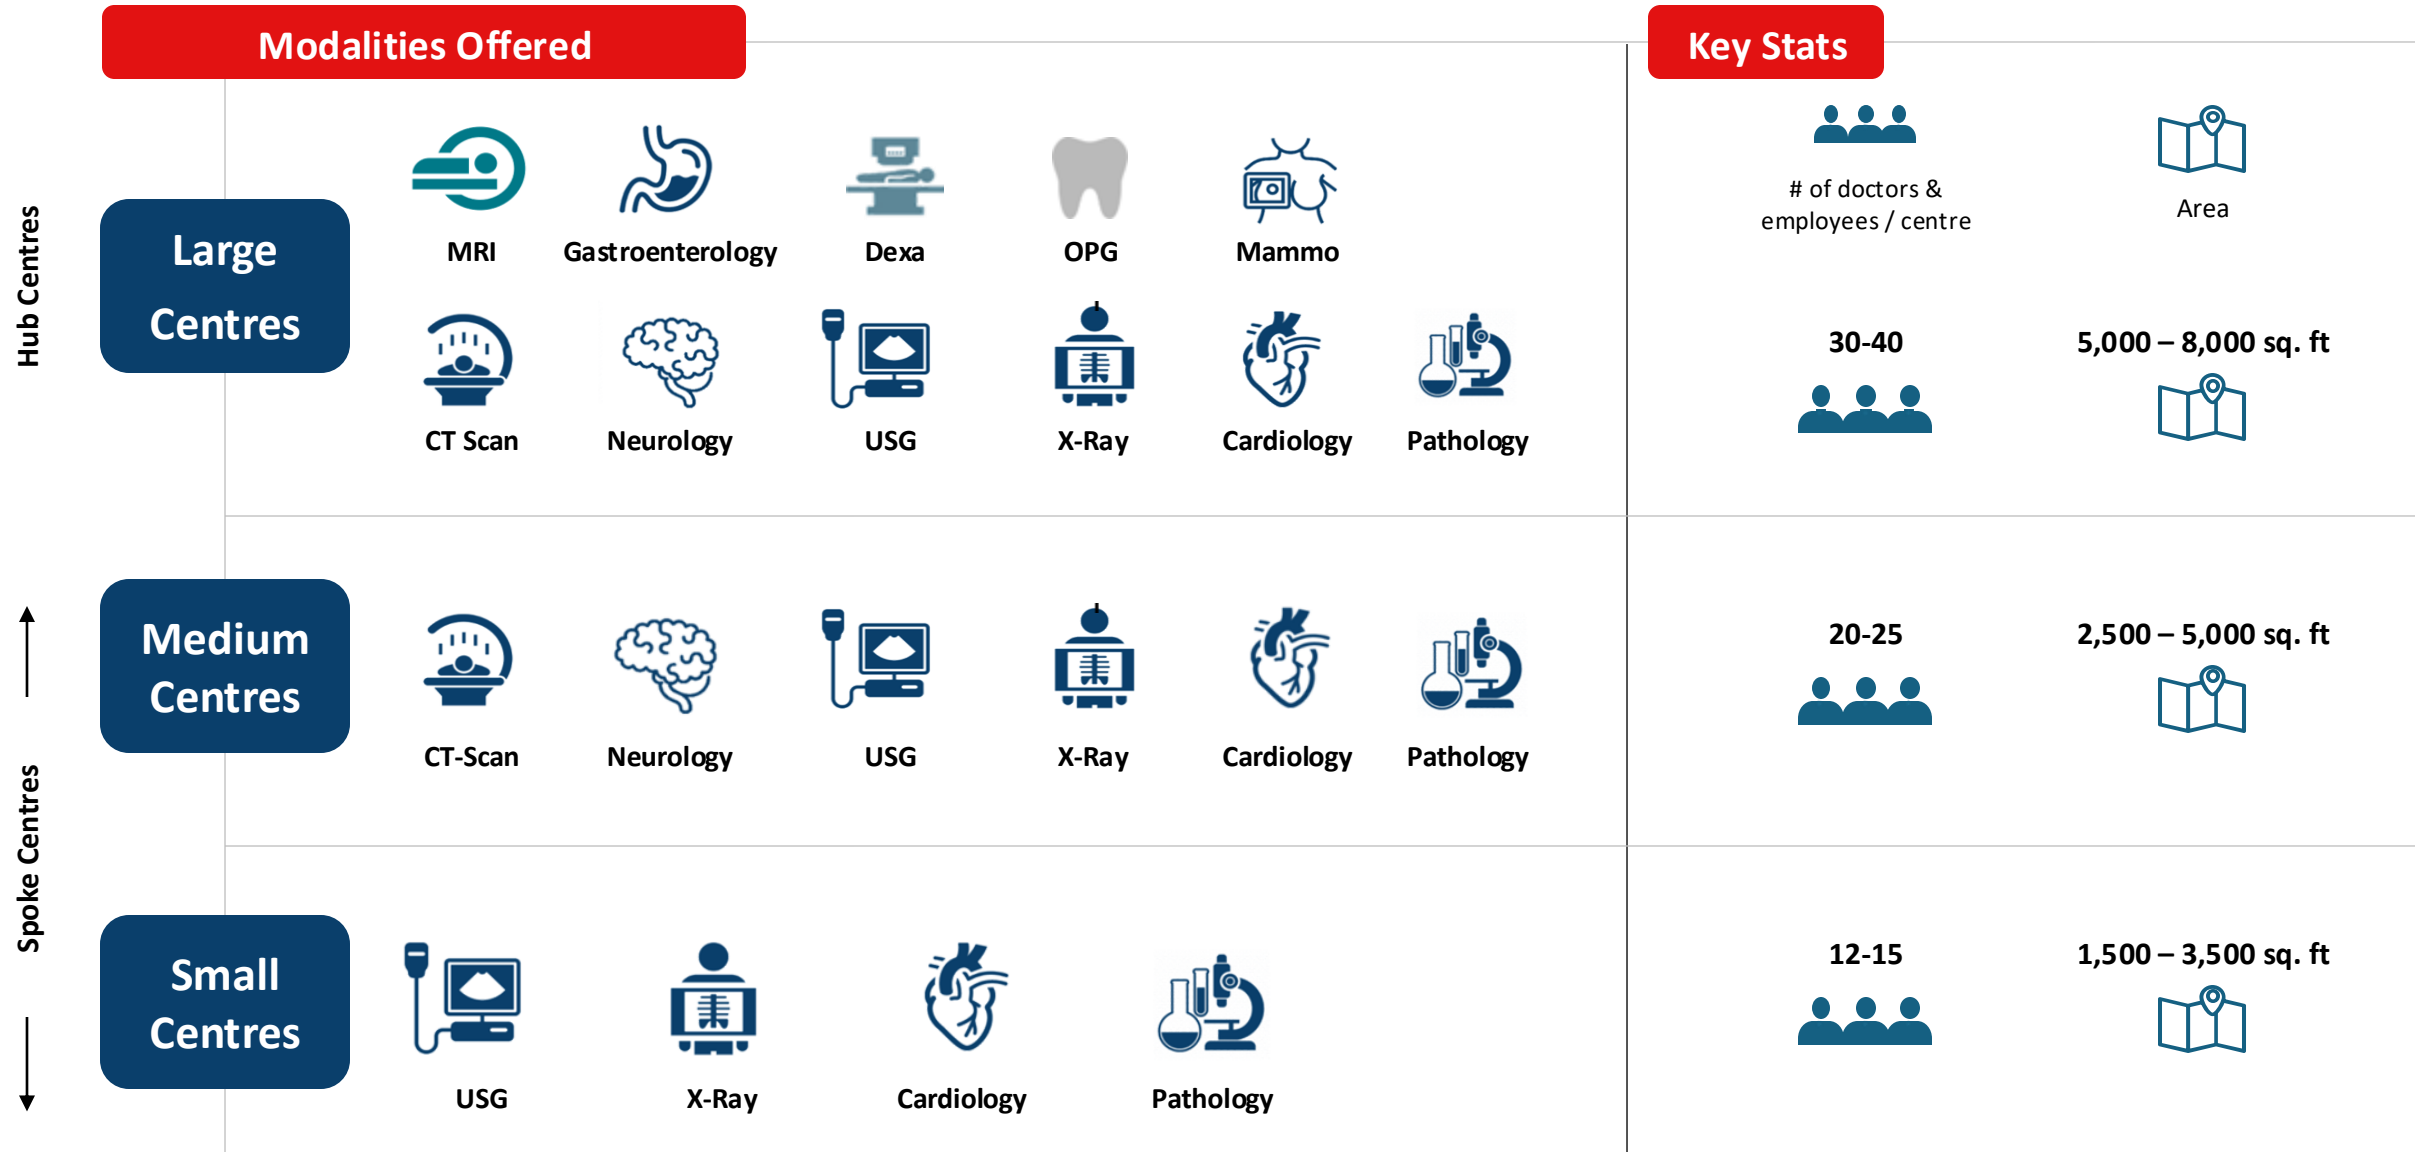 Modalities Offered
Key Stats
Hub Centres
Large
Centres
MRI
Gastroenterology
Dexa
OPG
Mammo
# of doctors &
employees / centre
Area
CT Scan
Neurology
USG
X-Ray
Cardiology
Pathology
30-40
5,000 – 8,000 sq. ft
Spoke Centres
Medium
Centres
CT-Scan
Neurology
USG
X-Ray
Cardiology
Pathology
20-25
2,500 – 5,000 sq. ft
Small
Centres
USG
X-Ray
Cardiology
Pathology
12-15
1,500 – 3,500 sq. ft